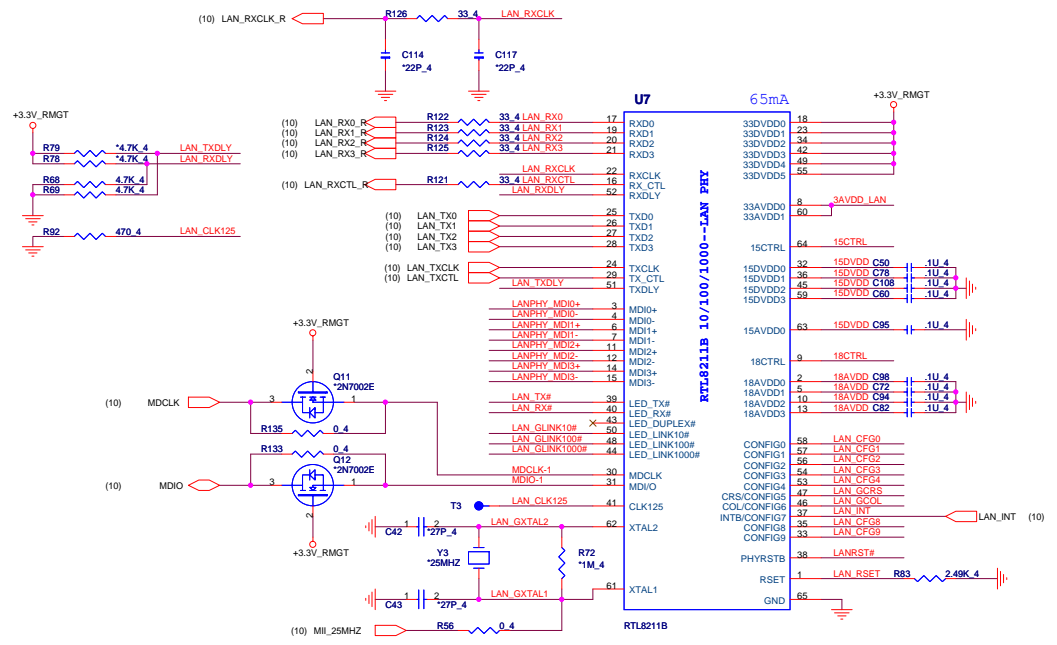 (10) LAN_RXCLK_R R126 33_4 LAN_RXCLK
C114 *22P_4 C117 *22P_4
U7 65mA
+3.3V_RMGT
+3.3V_RMGT
R79 *4.7K_4 LAN_TXDLY
R78 *4.7K_4 LAN_RXDLY
R68 4.7K_4
R69 4.7K_4
R92 470_4 LAN_CLK125
(10) LAN_RX0_R R122 33_4 LAN_RX0 17 RXD0
(10) LAN_RX1_R R123 33_4 LAN_RX1 19 RXD1
(10) LAN_RX2_R R124 33_4 LAN_RX2 20 RXD2
(10) LAN_RX3_R R125 33_4 LAN_RX3 21 RXD3
LAN_RXCLK 22 RXCLK
(10) LAN_RXCTL_R R121 33_4 LAN_RXCTL 16 RX_CTL
LAN_RXDLY 52 RXDLY
(10) LAN_TX0 25 TXD0
(10) LAN_TX1 26 TXD1
(10) LAN_TX2 27 TXD2
(10) LAN_TX3 28 TXD3
(10) LAN_TXCLK 24 TXCLK
(10) LAN_TXCTL 29 TX_CTL
LAN_TXDLY 51 TXDLY
LANPHY_MDI0+ 3 MDI0+
LANPHY_MDI0- 4 MDI0-
LANPHY_MDI1+ 6 MDI1+
LANPHY_MDI1- 7 MDI1-
LANPHY_MDI2+ 11 MDI2+
LANPHY_MDI2- 12 MDI2-
LANPHY_MDI3+ 14 MDI3+
LANPHY_MDI3- 15 MDI3-
LAN_TX# 39 LED_TX#
LAN_RX# 40 LED_RX#
43 LED_DUPLEX#
LAN_GLINK10# 50 LED_LINK10#
LAN_GLINK100# 48 LED_LINK100#
LAN_GLINK1000# 44 LED_LINK1000#
MDCLK-1 30 MDCLK
MDIO-1 31 MDI/O
T3 LAN_CLK125 41 CLK125
LAN_GXTAL2 62 XTAL2
LAN_GXTAL1 61 XTAL1
RTL8211B 10/100/1000--LAN PHY
33VDD0 18
33VDD1 23
33VDD2 34
33VDD3 42
33VDD4 49
33VDD5 55
33AVDD0 8 3AVDD_LAN
33AVDD1 60
15CTRL 64 15CTRL
15DVDD0 32 15DVDD C50 .1U_4
15DVDD1 36 15DVDD C78 .1U_4
15DVDD2 45 15DVDD C108 .1U_4
15DVDD3 59 15DVDD C60 .1U_4
15AVDD0 63 15DVDD C95 .1U_4
18CTRL 9 18CTRL
18AVDD0 2 18AVDD C98 .1U_4
18AVDD1 5 18AVDD C72 .1U_4
18AVDD2 10 18AVDD C94 .1U_4
18AVDD3 13 18AVDD C82 .1U_4
CONFIG0 58 LAN_CFG0
CONFIG1 57 LAN_CFG1
CONFIG2 56 LAN_CFG2
CONFIG3 54 LAN_CFG3
CONFIG4 53 LAN_CFG4
CRS/CONFIG5 47 LAN_GCRS
COL/CONFIG6 46 LAN_GCOL
INTB/CONFIG7 37 LAN_INT LAN_INT (10)
CONFIG8 35 LAN_CFG8
CONFIG9 33 LAN_CFG9
PHYRSTB 38 LANRST#
RSET 1 LAN_RSET R83 2.49K_4
GND 65
+3.3V_RMGT
2
Q11
*2N7002E
(10) MDCLK 3 1
R135 0_4
R133 0_4
Q12
*2N7002E
(10) MDIO 3 1
2
+3.3V_RMGT
C42 1 2 *27P_4
Y3
*25MHZ
R72
*1M_4
C43 1 2 *27P_4
(10) MII_25MHZ R56 0_4
RTL8211B